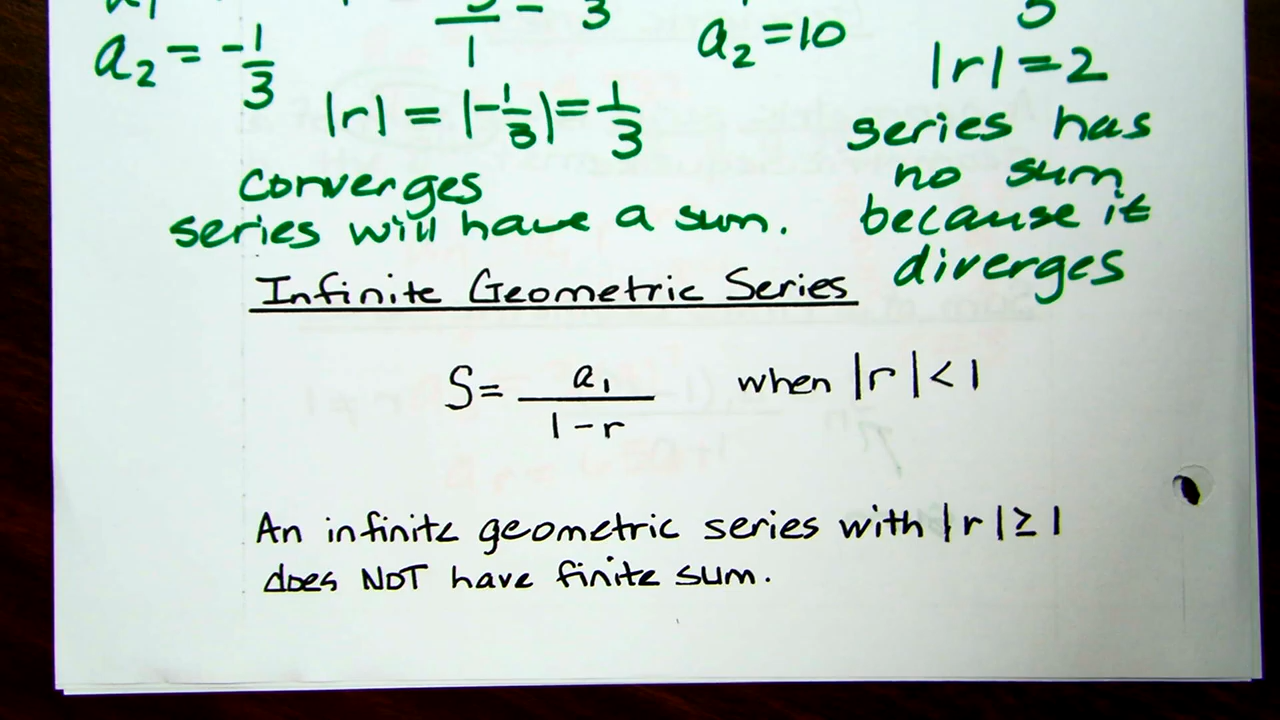 a₂ = -1/3
|r| = |-1/3| = 1/3
converges
series will have a sum.
a₂ = 10
|r| = 2
series has
no sum
because it
diverges
Infinite Geometric Series
S = a₁/(1-r) when |r| < 1
An infinite geometric series with |r| ≥ 1
does NOT have finite sum.